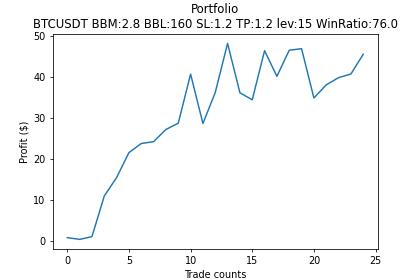 Portfolio
BTCUSDT BBM:2.8 BBL:160 SL:1.2 TP:1.2 lev:15 WinRatio:76.0
50
40
30
20
10
0
Profit ($)
0 5 10 15 20 25
Trade counts